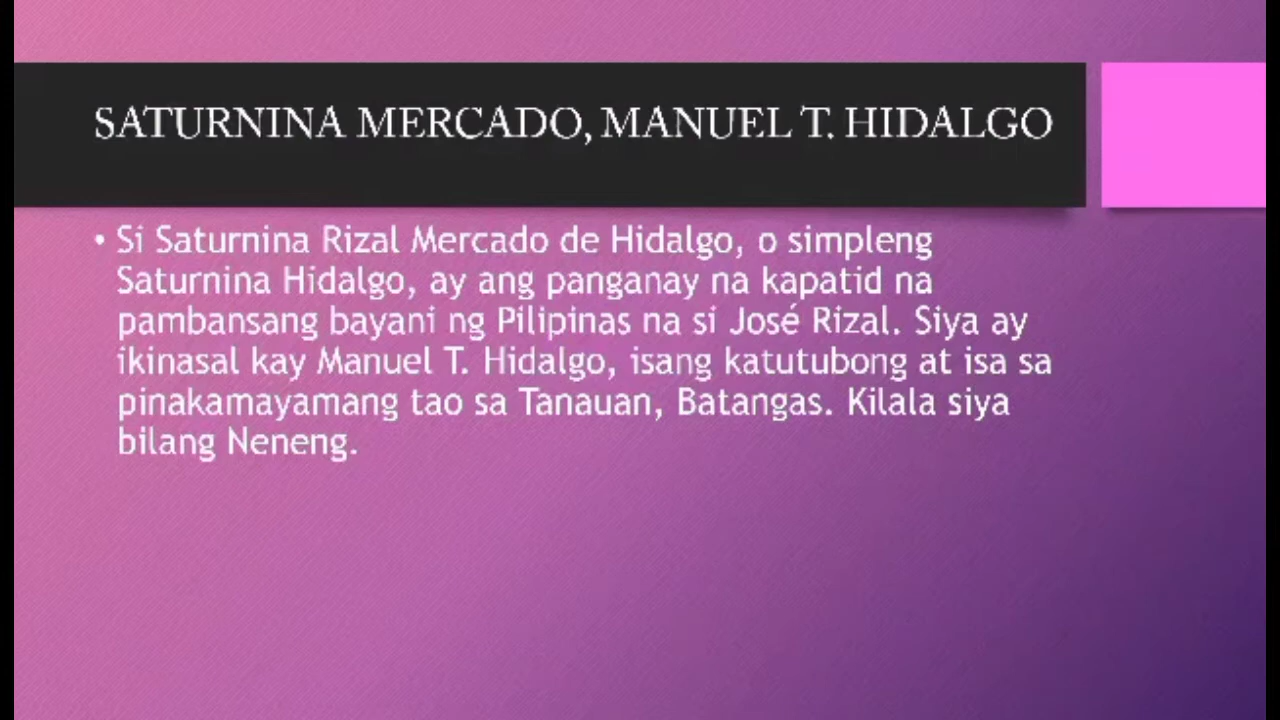 SATURNINA MERCADO, MANUEL T. HIDALGO
• Si Saturnina Rizal Mercado de Hidalgo, o simpleng
Saturnina Hidalgo, ay ang panganay na kapatid na
pambansang bayani ng Pilipinas na si José Rizal. Siya ay
ikinasal kay Manuel T. Hidalgo, isang katutubong at isa sa
pinakamayamang tao sa Tanauan, Batangas. Kilala siya
bilang Neneng.